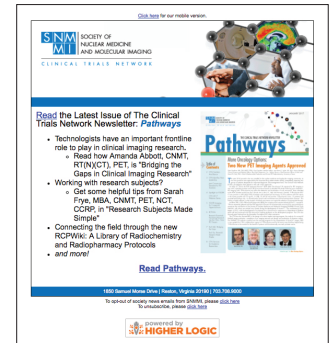 Click here for our mobile version.
SNM
MI
SOCIETY OF
NUCLEAR MEDICINE
AND MOLECULAR IMAGING
CLINICAL TRIALS NETWORK
Read the Latest Issue of The Clinical
Trials Network Newsletter: Pathways
• Technologists have an important frontline
role to play in clinical imaging research.
o Read how Amanda Abbott, CNMT,
RT(N)(CT), PET, is "Bridging the
Gaps in Clinical Imaging Research"
• Working with research subjects?
o Get some helpful tips from Sarah
Frye, MBA, CNMT, PET, NCT,
CCRP, in "Research Subjects Made
Simple"
• Connecting the field through the new
RCPWiki: A Library of Radiochemistry
and Radiopharmacy Protocols
• and more!
Pathways
More Oncology Options:
Two New PET Imaging Agents Approved
Read Pathways.
1850 Samuel Morse Drive | Reston, Virginia 20190 | 703.708.9000
To opt-out of society news emails from SNMMI, please click here
To unsubscribe, please click here
powered by
HIGHER LOGIC